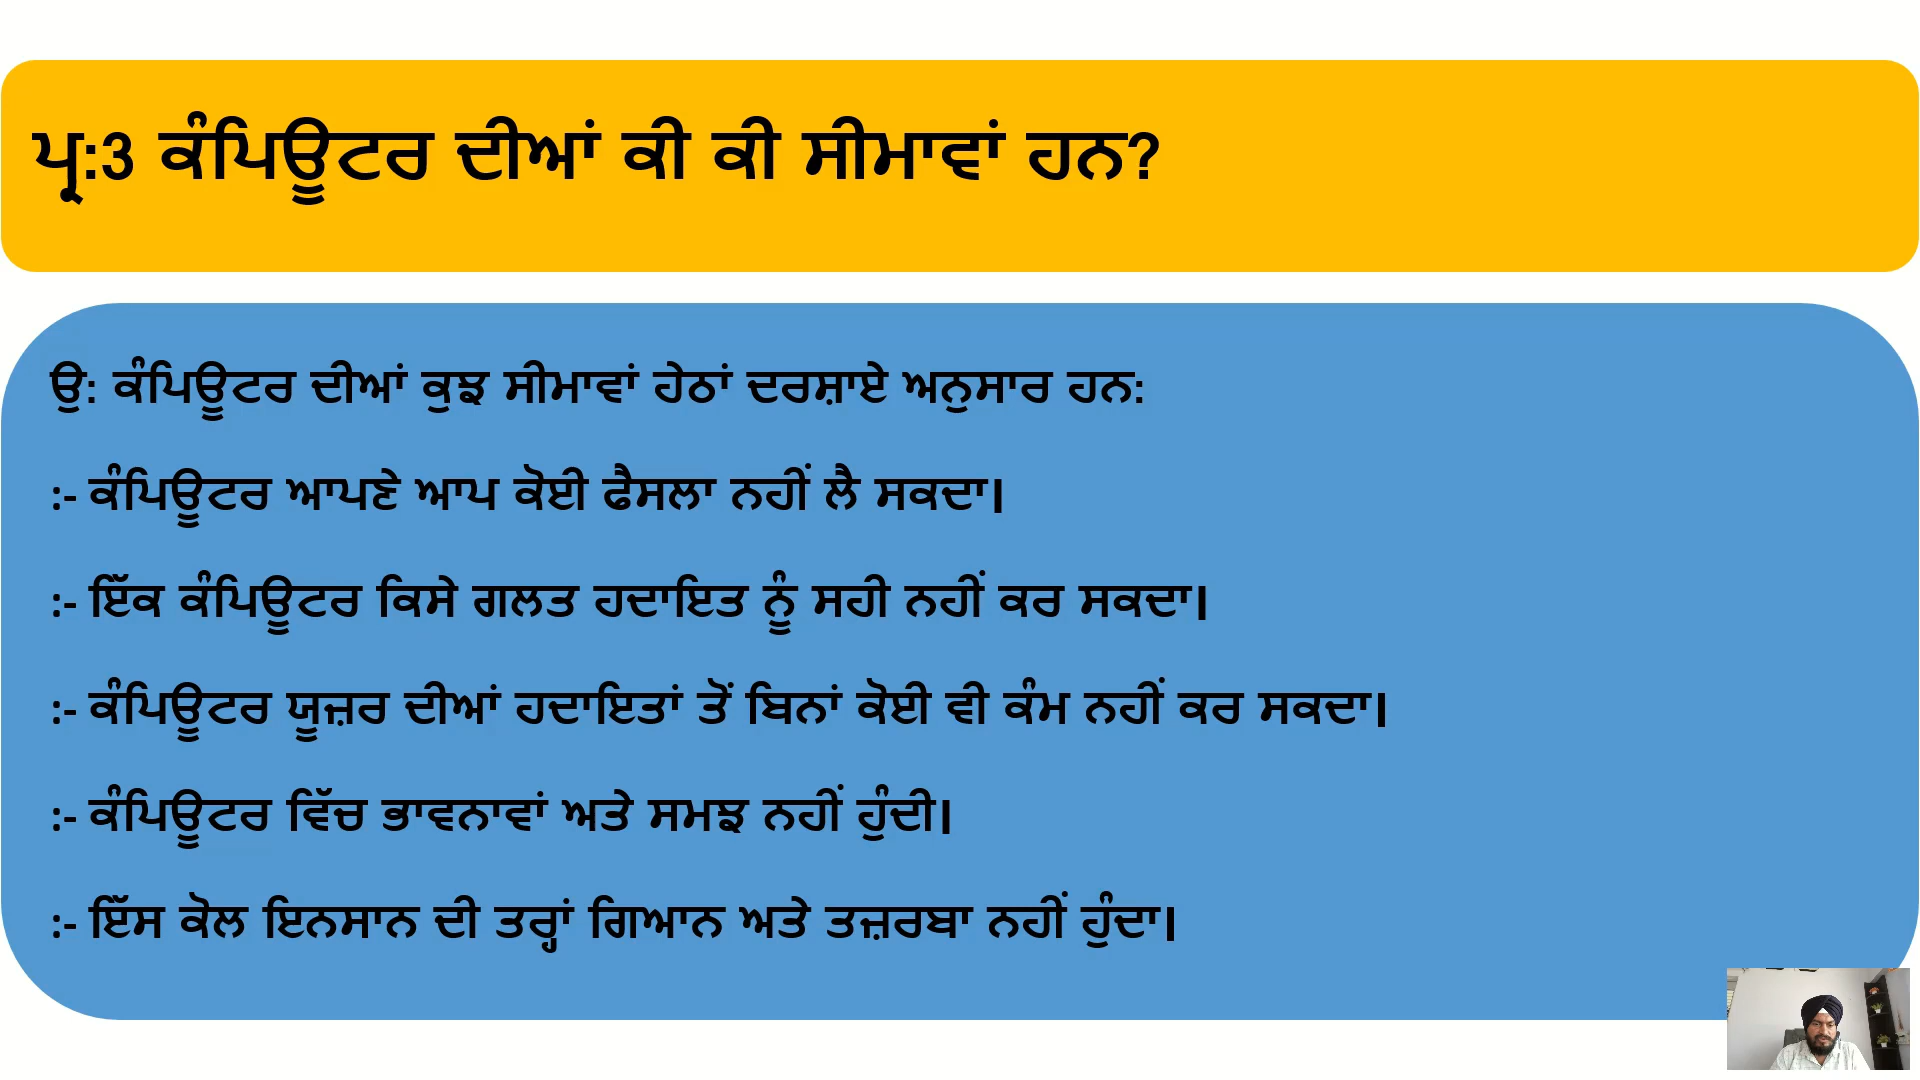 ਪ੍ਰ:3 ਕੰਪਿਊਟਰ ਦੀਆਂ ਕੀ ਕੀ ਸੀਮਾਵਾਂ ਹਨ?
ਉ: ਕੰਪਿਊਟਰ ਦੀਆਂ ਕੁਝ ਸੀਮਾਵਾਂ ਹੇਠਾਂ ਦਰਸ਼ਾਏ ਅਨੁਸਾਰ ਹਨ:
:- ਕੰਪਿਊਟਰ ਆਪਣੇ ਆਪ ਕੋਈ ਫੈਸਲਾ ਨਹੀਂ ਲੈ ਸਕਦਾ।
:- ਇੱਕ ਕੰਪਿਊਟਰ ਕਿਸੇ ਗਲਤ ਹਦਾਇਤ ਨੂੰ ਸਹੀ ਨਹੀਂ ਕਰ ਸਕਦਾ।
:- ਕੰਪਿਊਟਰ ਯੂਜ਼ਰ ਦੀਆਂ ਹਦਾਇਤਾਂ ਤੋਂ ਬਿਨਾਂ ਕੋਈ ਵੀ ਕੰਮ ਨਹੀਂ ਕਰ ਸਕਦਾ।
:- ਕੰਪਿਊਟਰ ਵਿੱਚ ਭਾਵਨਾਵਾਂ ਅਤੇ ਸਮਝ ਨਹੀਂ ਹੁੰਦੀ।
:- ਇੱਸ ਕੋਲ ਇਨਸਾਨ ਦੀ ਤਰ੍ਹਾਂ ਗਿਆਨ ਅਤੇ ਤਜ਼ਰਬਾ ਨਹੀਂ ਹੁੰਦਾ।